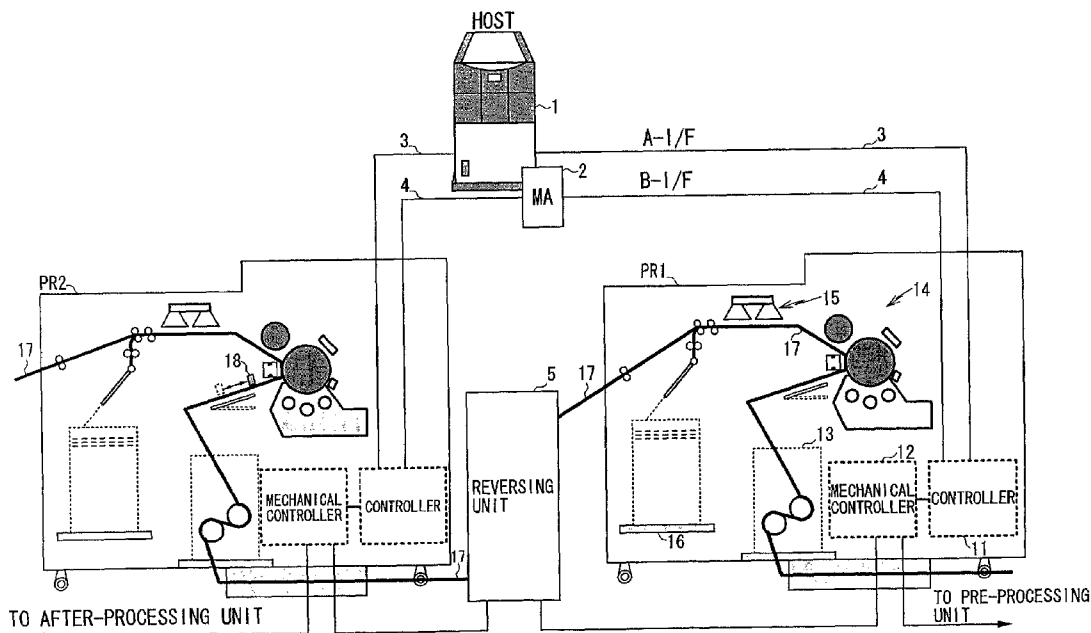 HOST
1
3
A-I/F
3
2
4
B-I/F
4
MA
PR2
PR1
15
14
17
18
17
17
5
13
12
REVERSING
UNIT
MECHANICAL
CONTROLLER
CONTROLLER
MECHANICAL
CONTROLLER
CONTROLLER
16
11
17
TO AFTER-PROCESSING UNIT
TO PRE-PROCESSING
UNIT